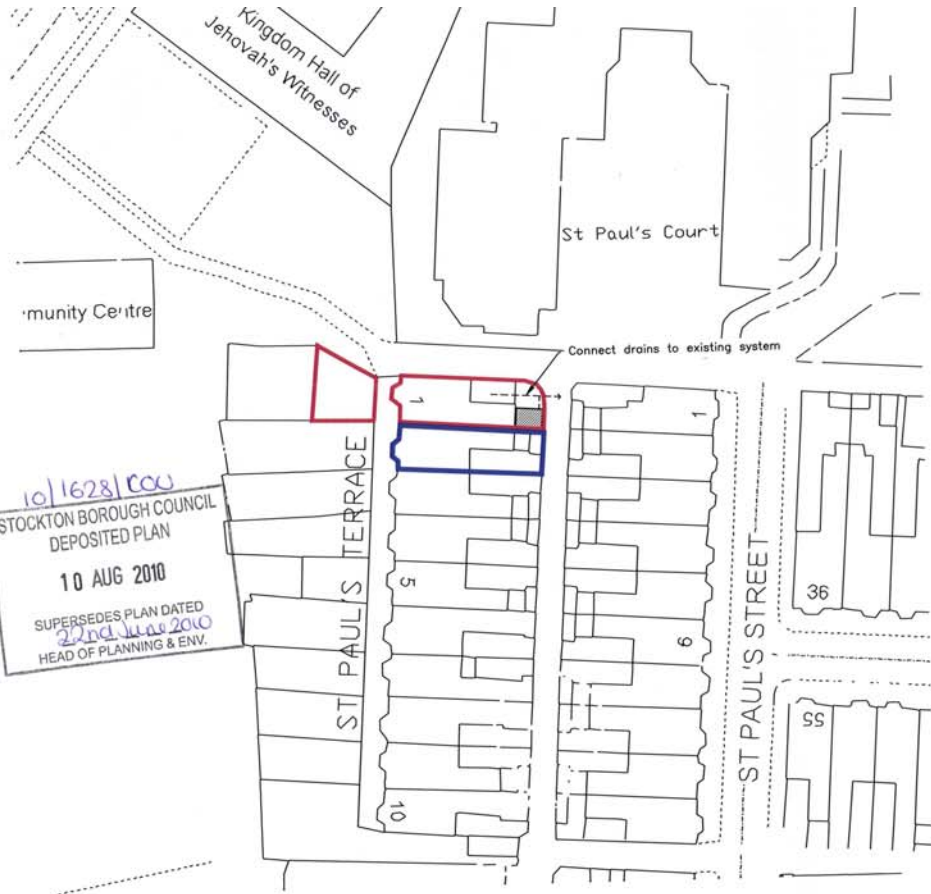 Kingdom Hall of
Jehovah's Witnesses
St Paul's Court
munity Centre
Connect drains to existing system
1
1
ST PAUL'S TERRACE
10/1628/COU
STOCKTON BOROUGH COUNCIL
DEPOSITED PLAN
10 AUG 2010
SUPERSEDES PLAN DATED
22nd June 2010
HEAD OF PLANNING & ENV.
5
36
ST PAUL'S STREET
55
10